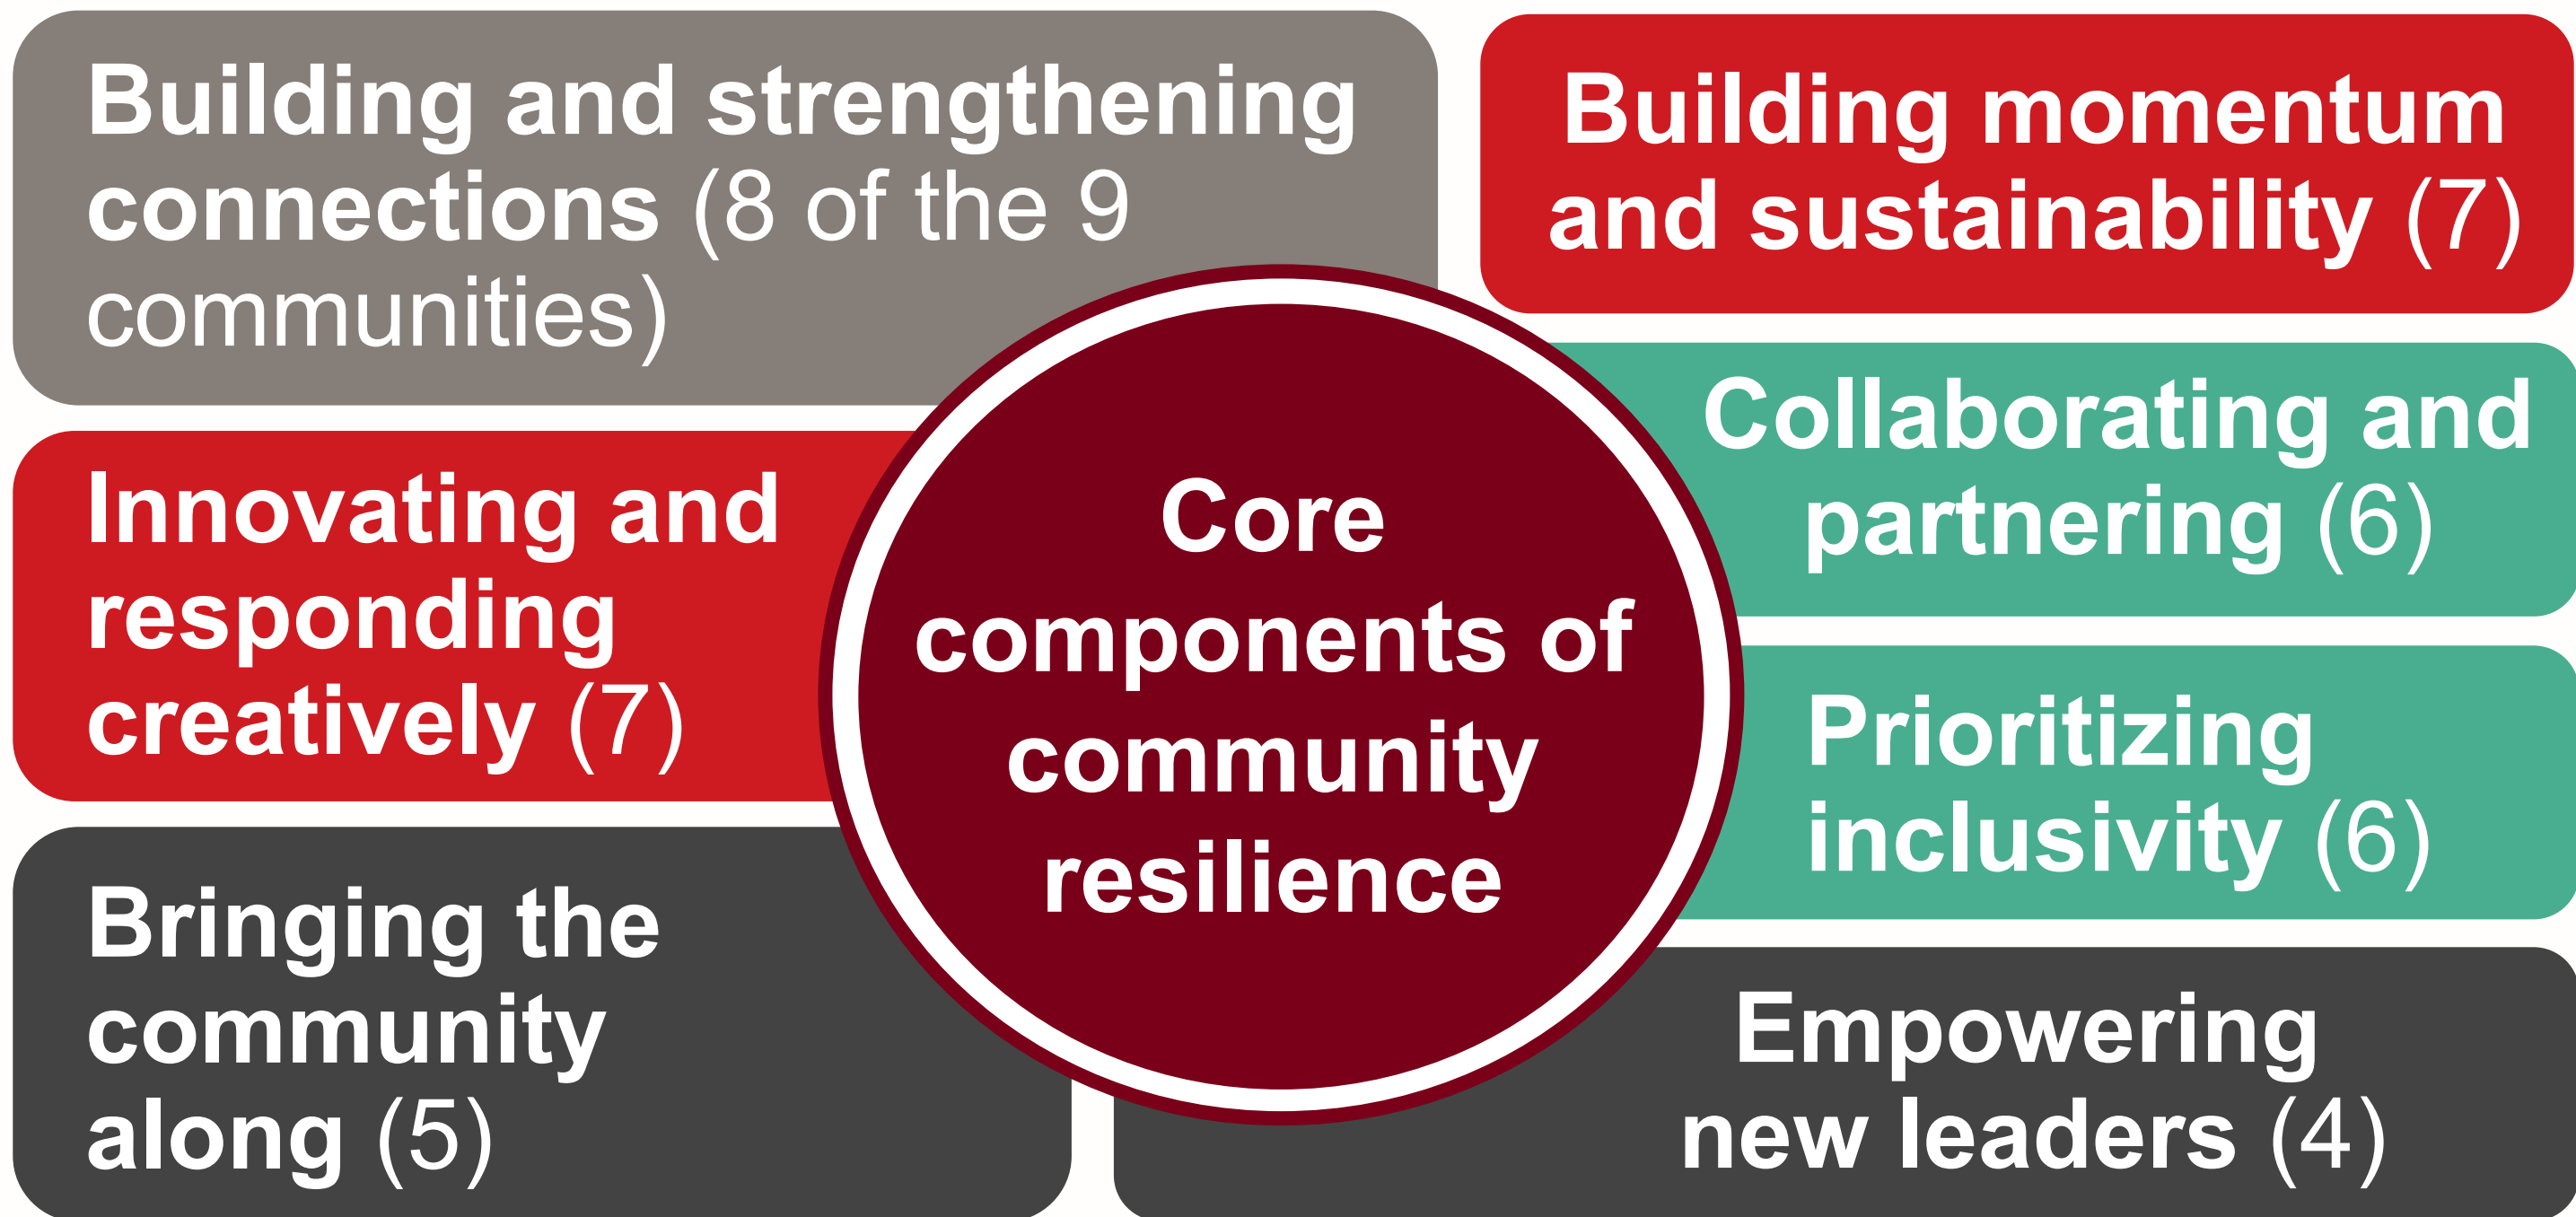 Building and strengthening
connections (8 of the 9
communities)
Building momentum
and sustainability (7)
Innovating and
responding
creatively (7)
Core
components of
community
resilience
Collaborating and
partnering (6)
Prioritizing
inclusivity (6)
Bringing the
community
along (5)
Empowering
new leaders (4)